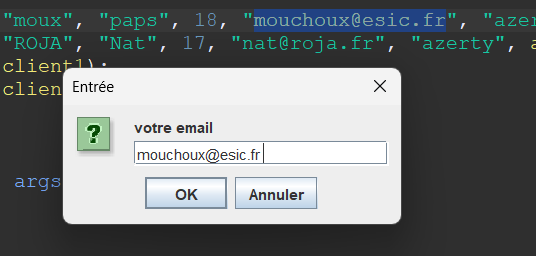 "moux", "paps", 18, "mouchoux@esic.fr", "azer
"ROJA", "Nat", 17, "nat@roja.fr", "azerty", a
client1);
clien
Entrée
votre email
mouchoux@esic.fr
args
OK
Annuler